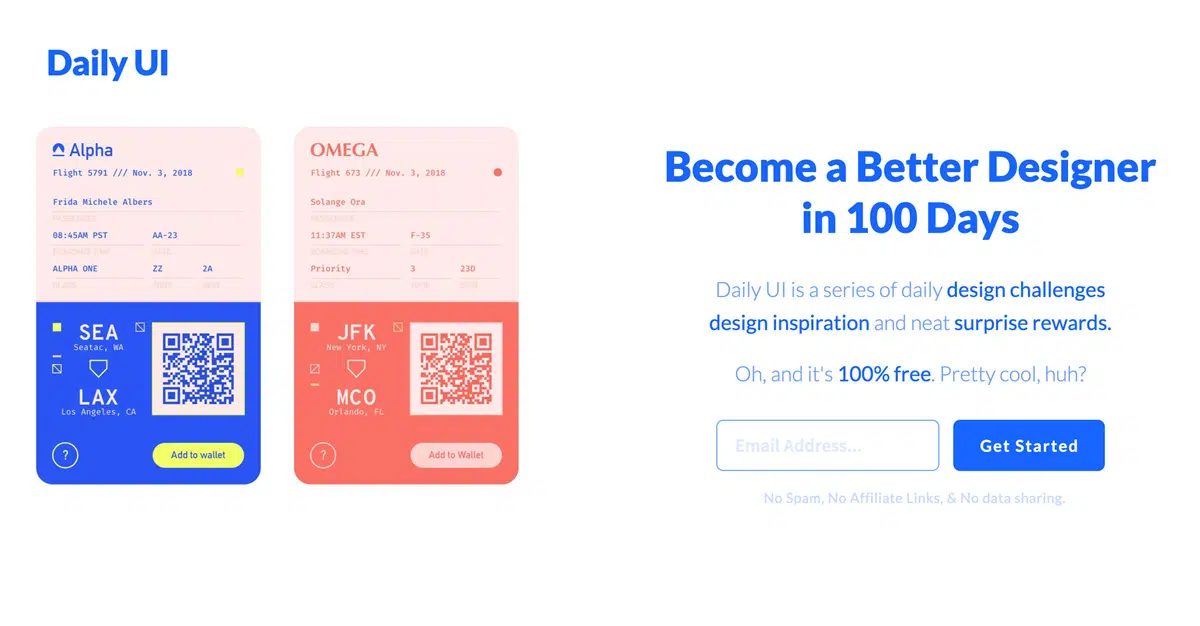 Daily UI
Alpha
Flight 5791 /// Nov. 3, 2018
Frida Michele Albers
PASSENGER
08:45AM PST AA-23
BOARDING TIME GATE
ALPHA ONE ZZ 2A
CLASS ZONE SEAT
SEA
Seatac, WA
LAX
Los Angeles, CA
?
Add to wallet
OMEGA
Flight 673 /// Nov. 3, 2018
Solange Ora
PASSENGER
11:37AM EST F-35
BOARDING TIME GATE
Priority 3 23D
CLASS ZONE SEAT
JFK
New York, NY
MCO
Orlando, FL
?
Add to Wallet
Become a Better Designer
in 100 Days
Daily UI is a series of daily design challenges
design inspiration and neat surprise rewards.
Oh, and it's 100% free. Pretty cool, huh?
Email Address...
Get Started
No Spam, No Affiliate Links, & No data sharing.